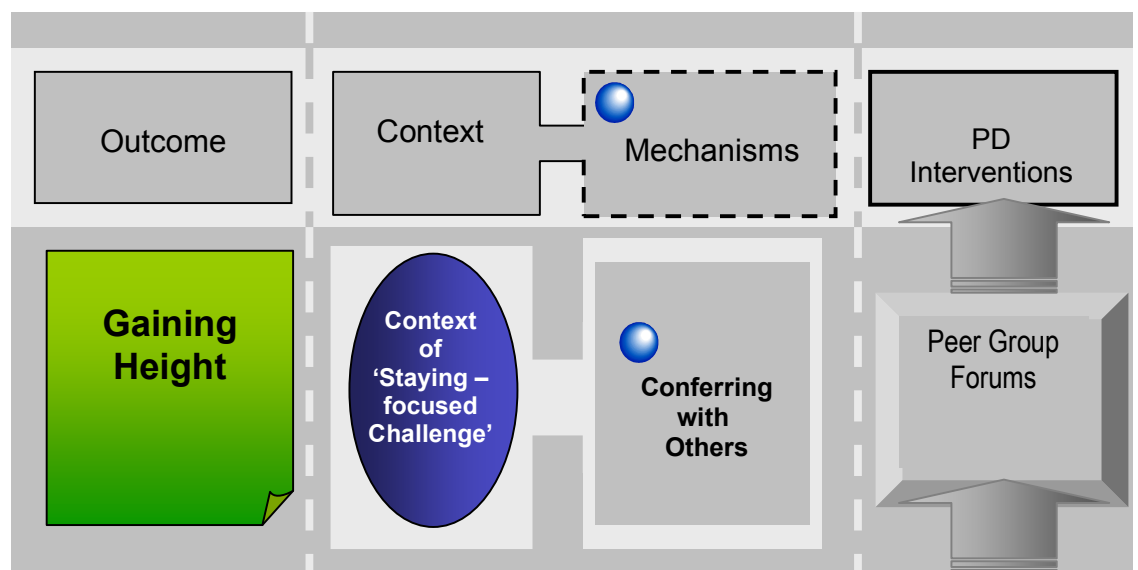 Outcome
Context
Mechanisms
PD
Interventions
Gaining
Height
Context
of
‘Staying –
focused
Challenge’
Conferring
with
Others
Peer Group
Forums